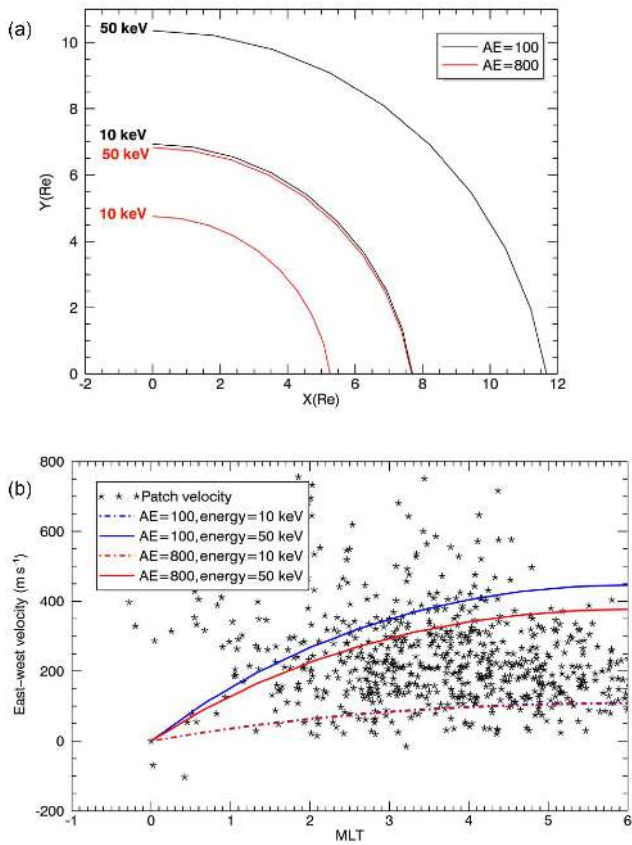 (a)
50 keV
AE=100
AE=800
10 keV
50 keV
10 keV
Y(Re)
10
8
6
4
2
0
-2 0 2 4 6 8 10 12
X(Re)
(b)
800
600
400
200
0
-200
East–west velocity (m s⁻¹)
Patch velocity
AE=100,energy=10 keV
AE=100,energy=50 keV
AE=800,energy=10 keV
AE=800,energy=50 keV
-1 0 1 2 3 4 5 6
MLT